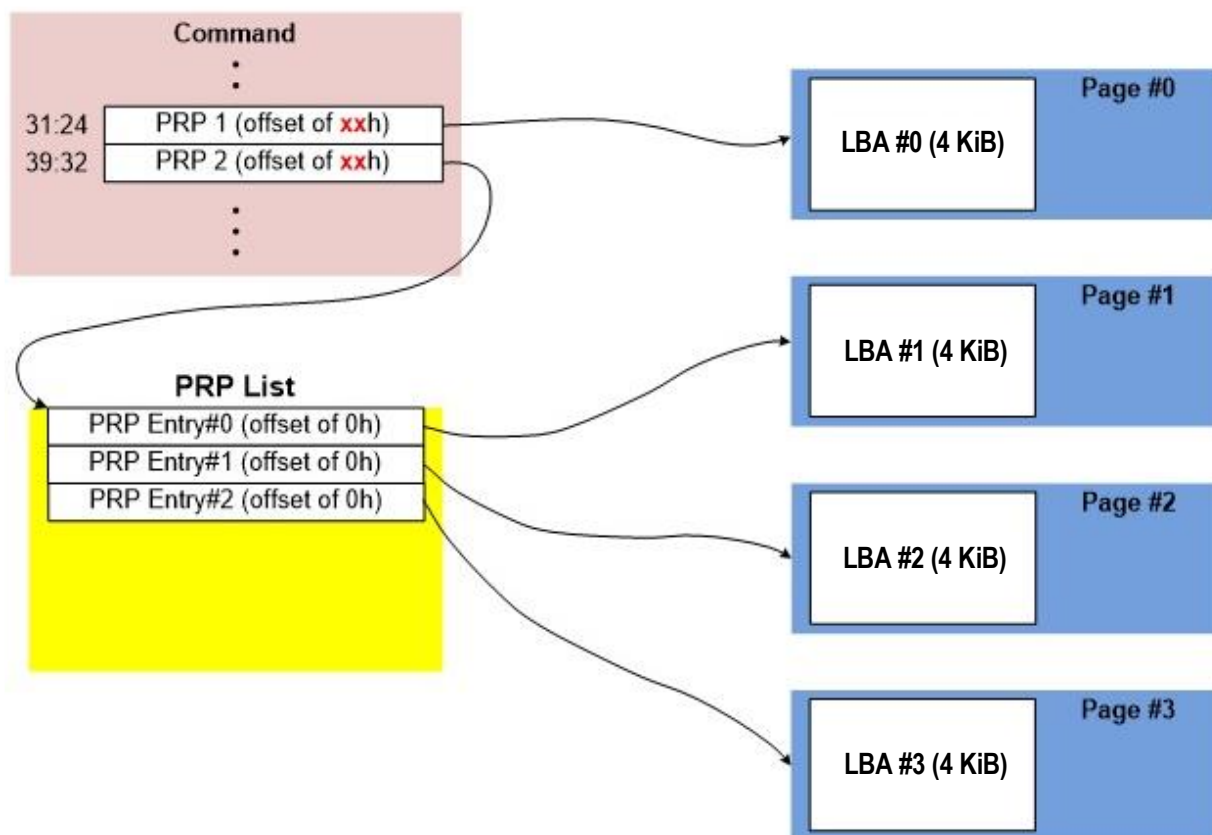 Command
31:24 PRP 1 (offset of xxh)
39:32 PRP 2 (offset of xxh)
PRP List
PRP Entry#0 (offset of 0h)
PRP Entry#1 (offset of 0h)
PRP Entry#2 (offset of 0h)
Page #0
LBA #0 (4 KiB)
Page #1
LBA #1 (4 KiB)
Page #2
LBA #2 (4 KiB)
Page #3
LBA #3 (4 KiB)